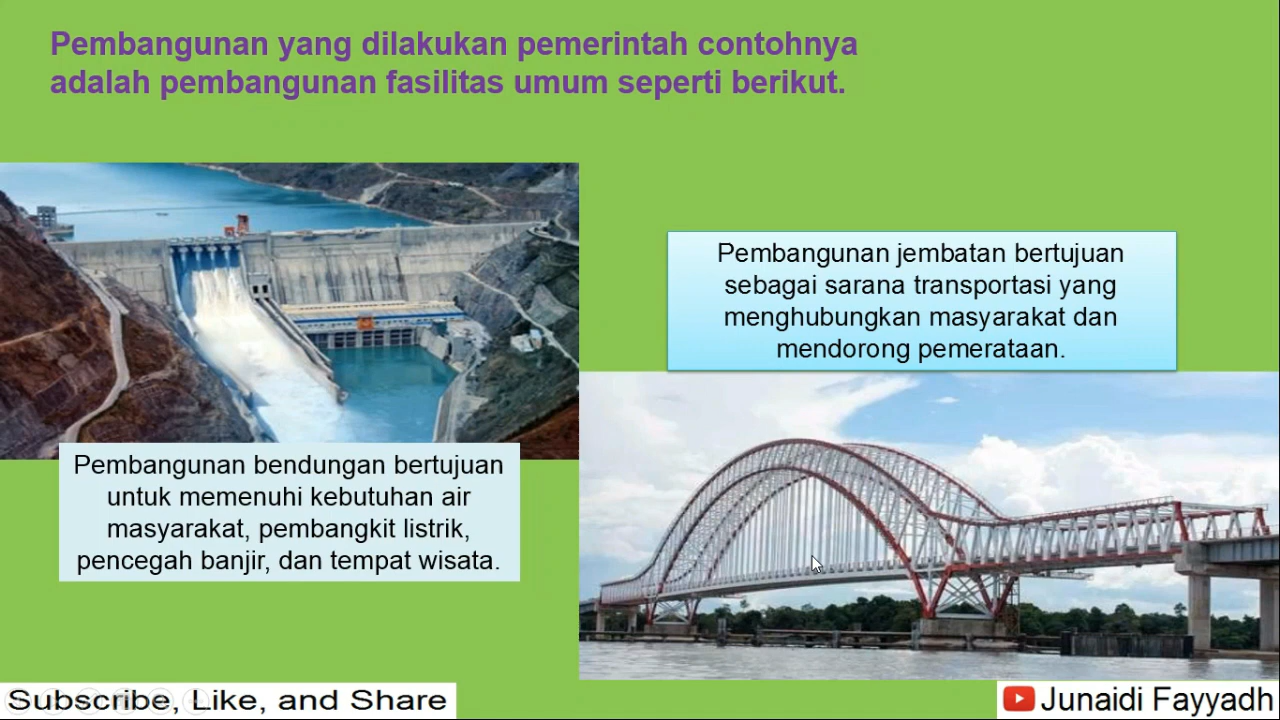 Pembangunan yang dilakukan pemerintah contohnya
adalah pembangunan fasilitas umum seperti berikut.
Pembangunan jembatan bertujuan
sebagai sarana transportasi yang
menghubungkan masyarakat dan
mendorong pemerataan.
Pembangunan bendungan bertujuan
untuk memenuhi kebutuhan air
masyarakat, pembangkit listrik,
pencegah banjir, dan tempat wisata.
Subscribe, Like, and Share
Junaidi Fayyadh